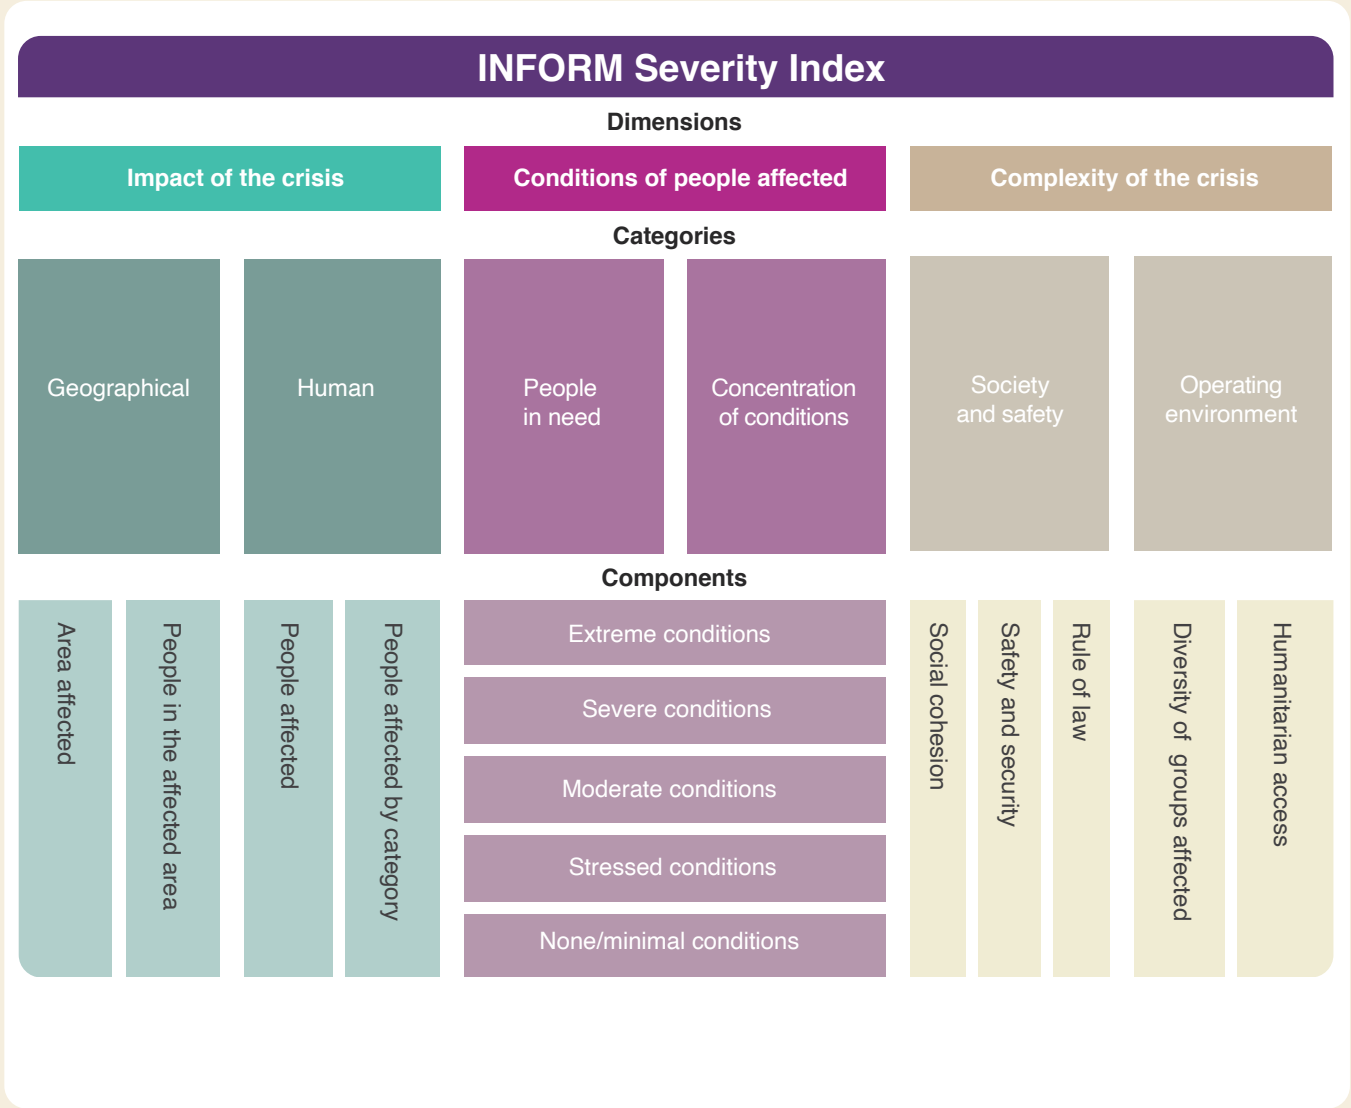 INFORM Severity Index
Dimensions
Impact of the crisis
Conditions of people affected
Complexity of the crisis
Categories
Geographical
Human
People
in need
Concentration
of conditions
Society
and safety
Operating
environment
Components
Area affected
People in the affected area
People affected
People affected by category
Extreme conditions
Severe conditions
Moderate conditions
Stressed conditions
None/minimal conditions
Social cohesion
Safety and security
Rule of law
Diversity of groups affected
Humanitarian access